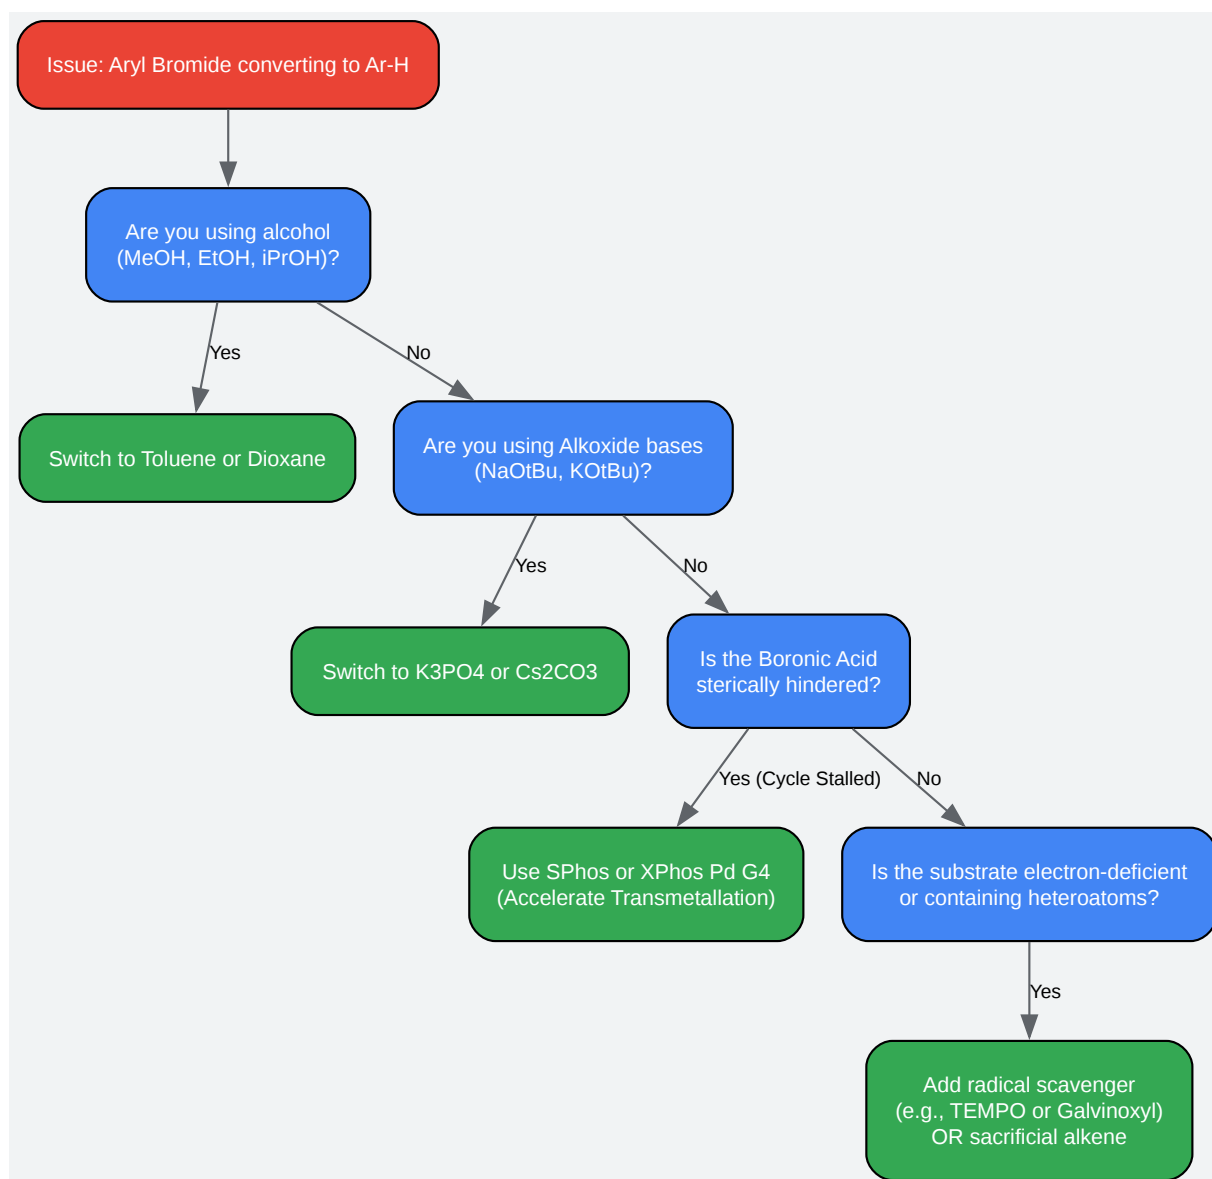 Issue: Aryl Bromide converting to Ar-H
Are you using alcohol
(MeOH, EtOH, iPrOH)?
Yes
No
Switch to Toluene or Dioxane
Are you using Alkoxide bases
(NaOtBu, KOtBu)?
Yes
No
Switch to K3PO4 or Cs2CO3
Is the Boronic Acid
sterically hindered?
Yes (Cycle Stalled)
No
Use SPhos or XPhos Pd G4
(Accelerate Transmetallation)
Is the substrate electron-deficient
or containing heteroatoms?
Yes
Add radical scavenger
(e.g., TEMPO or Galvinoxyl)
OR sacrificial alkene